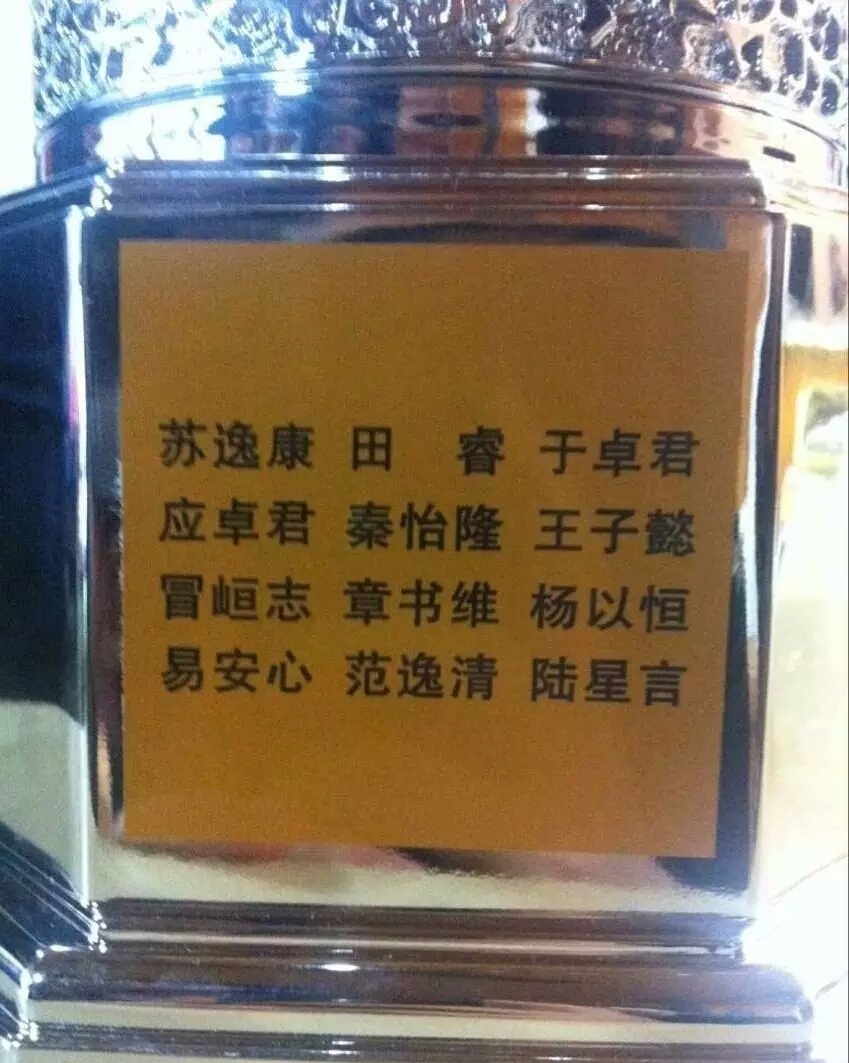 苏逸康 田 睿 于卓君
应卓君 秦怡隆 王子懿
冒峘志 章书维 杨以恒
易安心 范逸清 陆星言